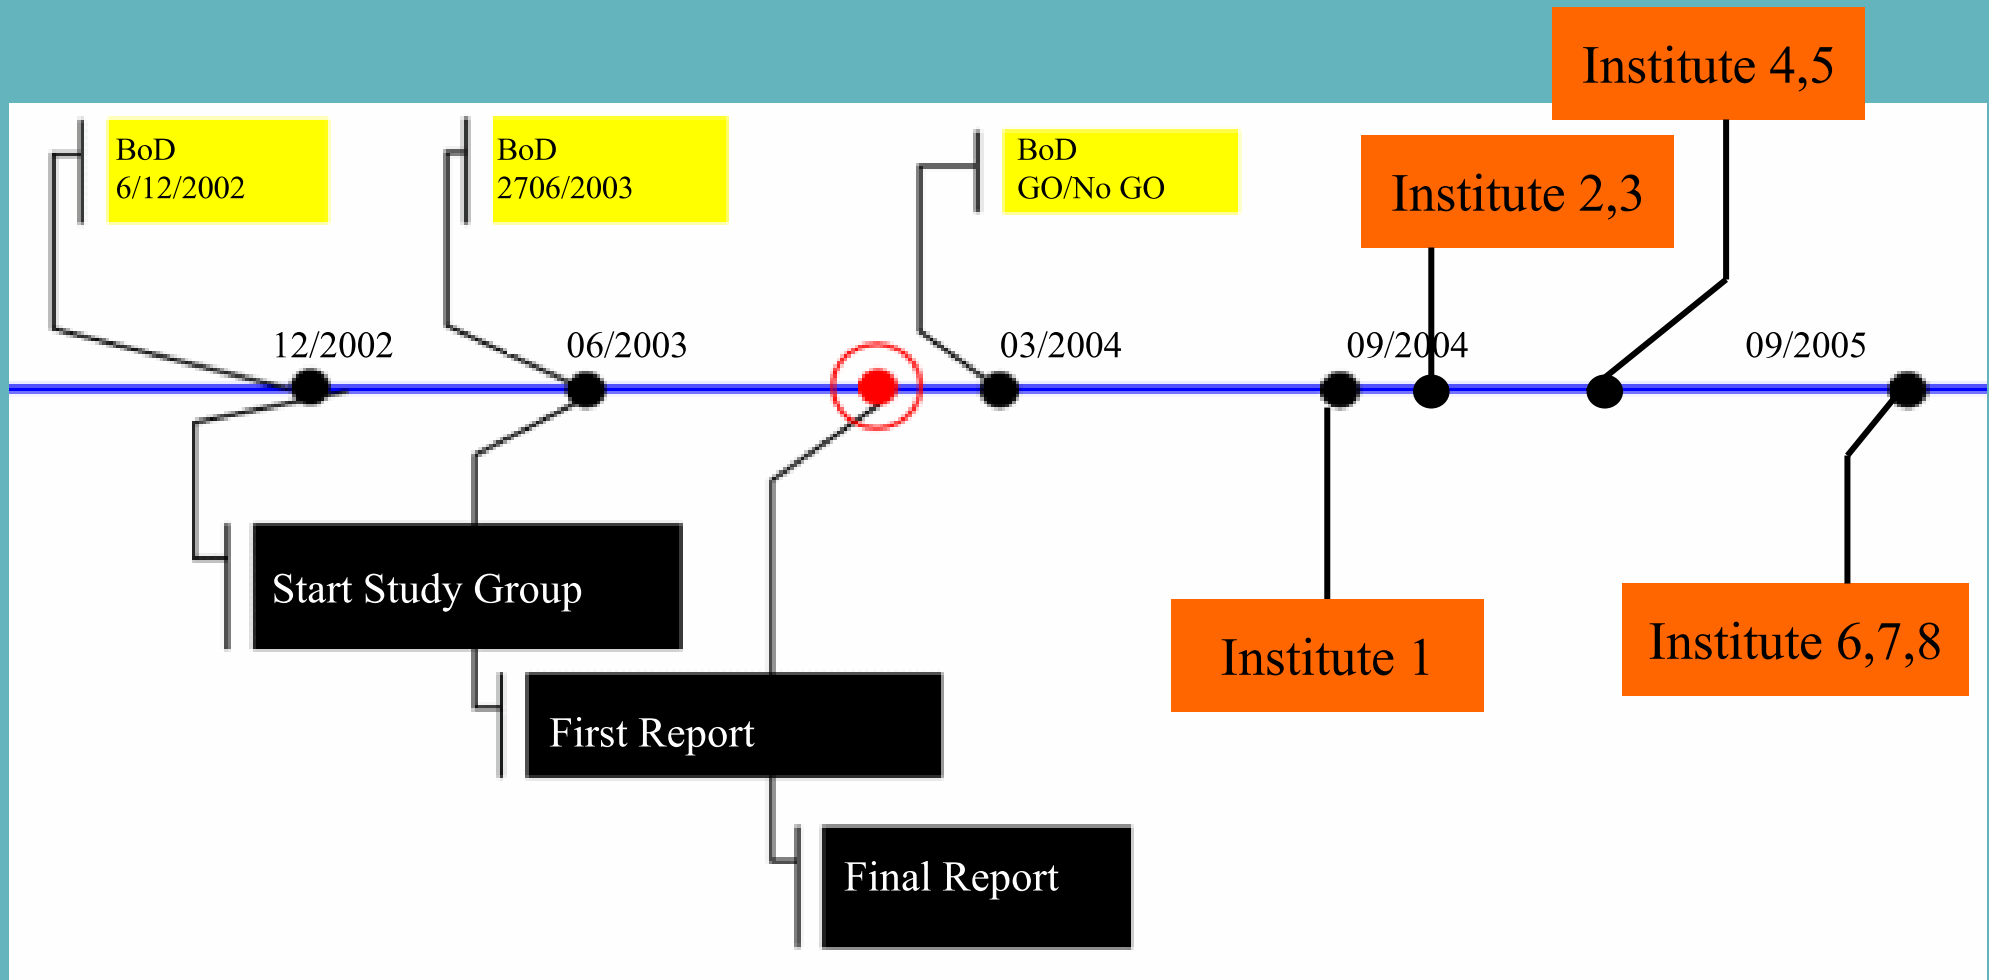 Institute 4,5
BoD
6/12/2002
BoD
2706/2003
BoD
GO/No GO
Institute 2,3
12/2002
06/2003
03/2004
09/2004
09/2005
Start Study Group
Institute 1
Institute 6,7,8
First Report
Final Report